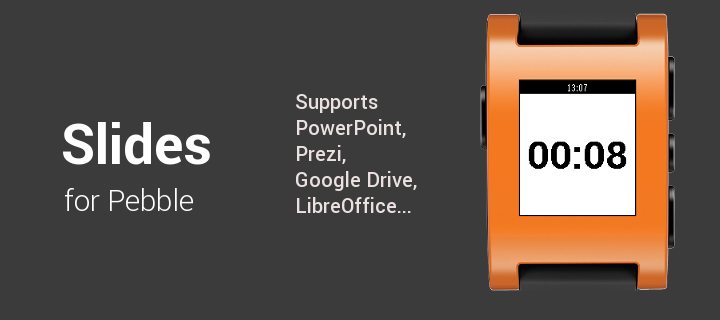 Slides
for Pebble
Supports
PowerPoint,
Prezi,
Google Drive,
LibreOffice...
13:07
00:08